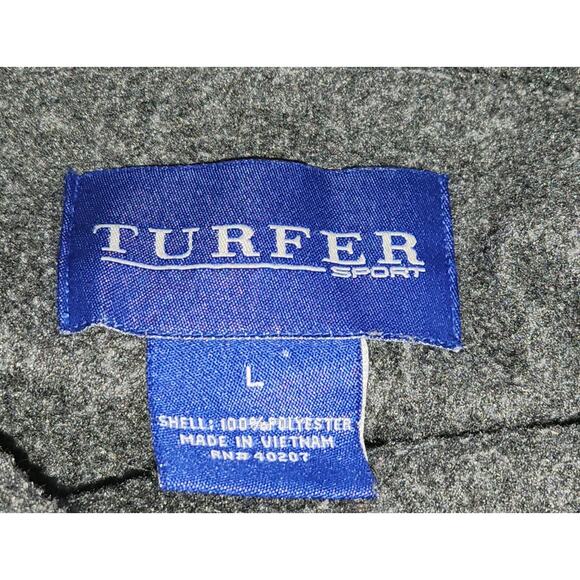 TURFER
SPORT
L
SHELL: 100% POLYESTER
MADE IN VIETNAM
RN# 40207